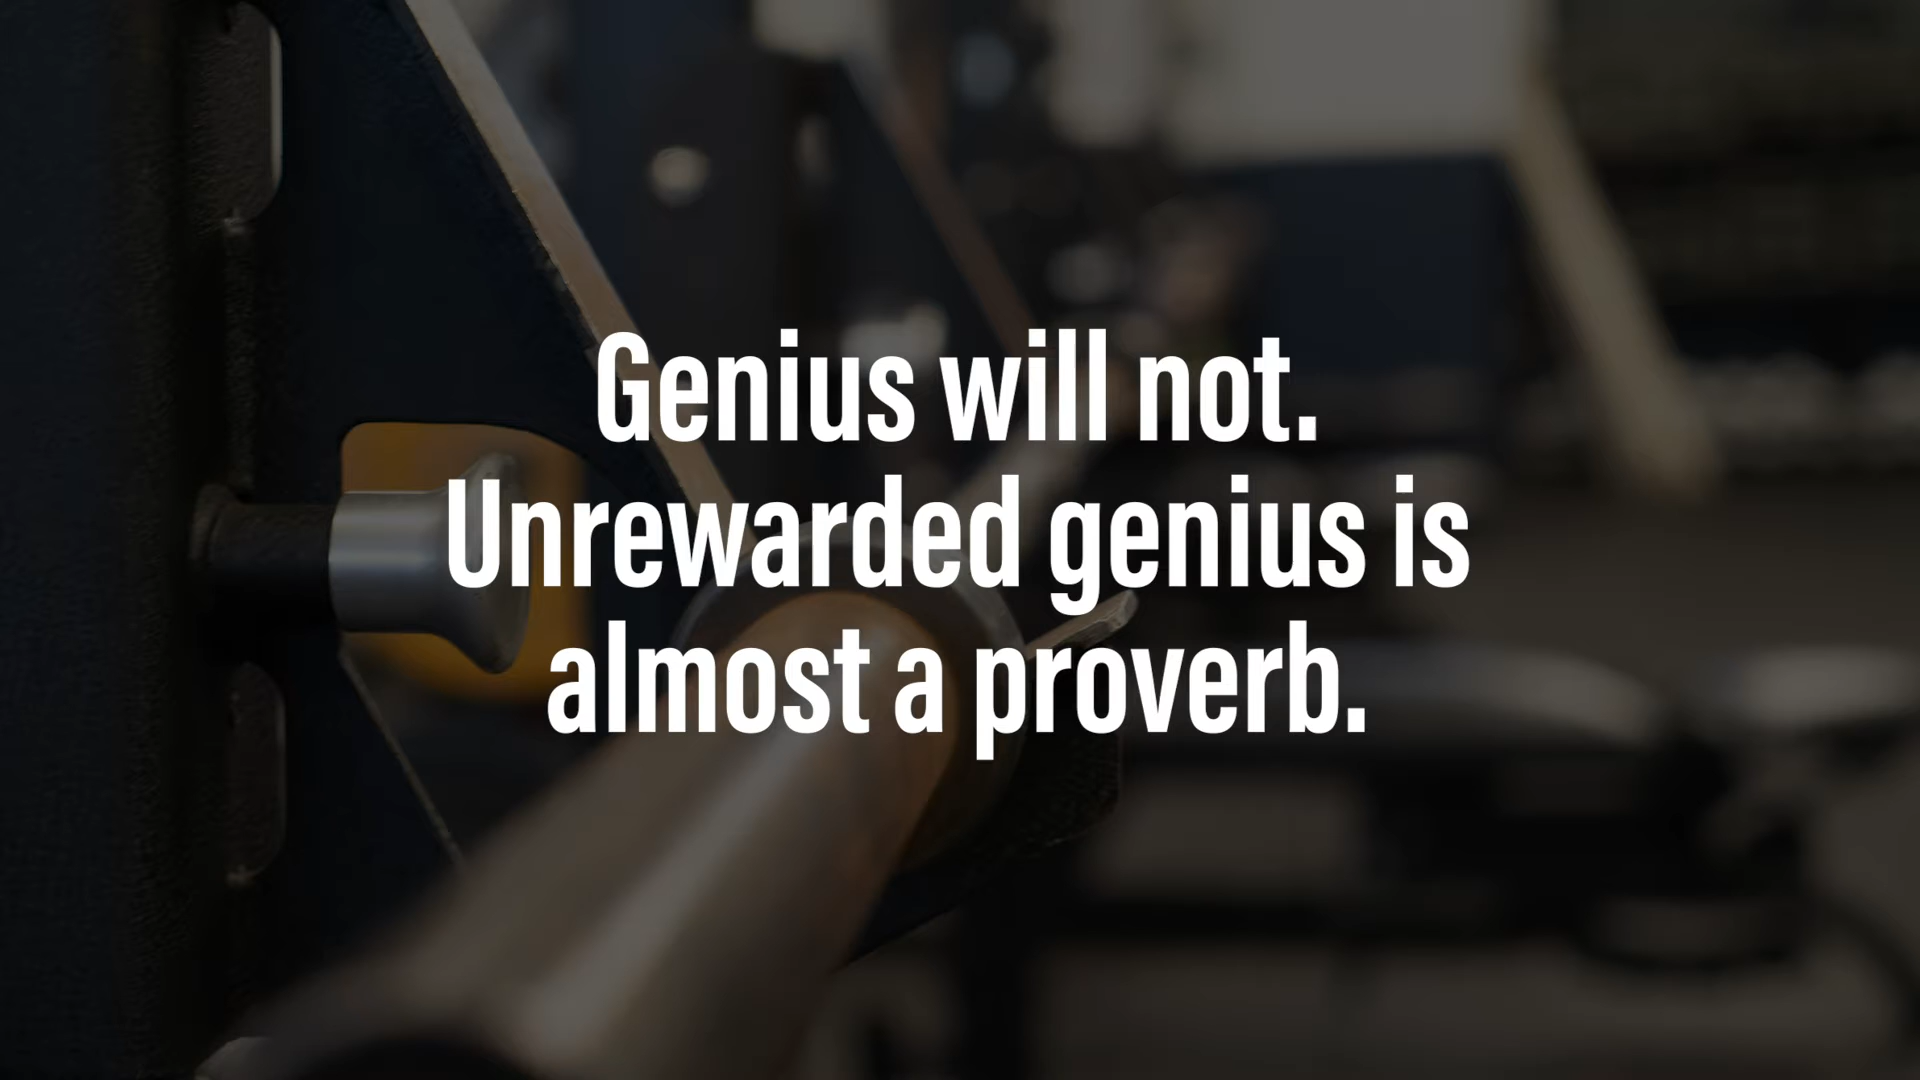 Genius will not.
Unrewarded genius is
almost a proverb.